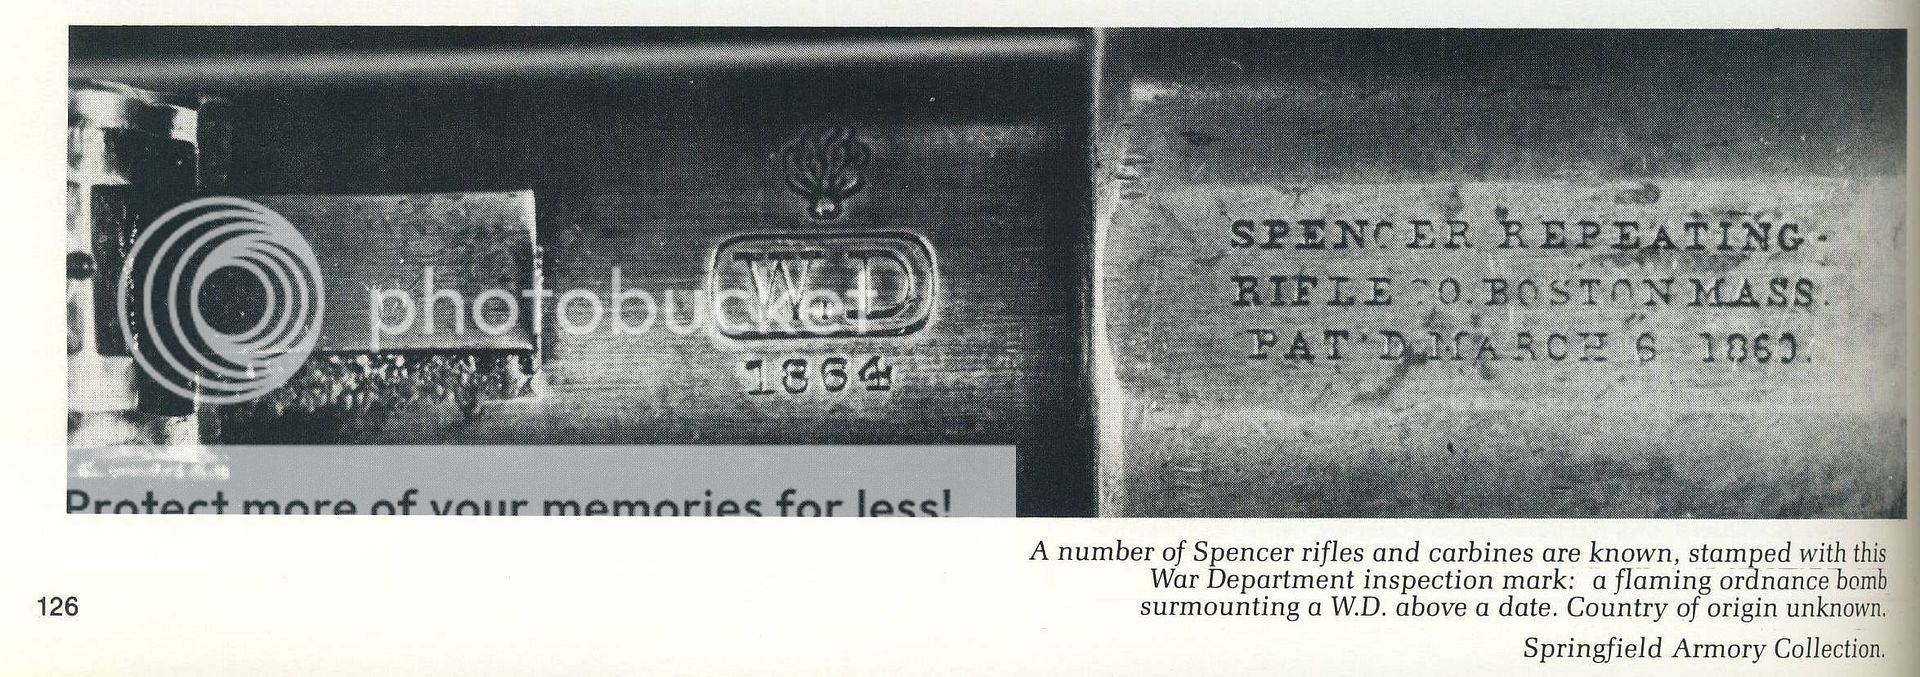 W.D
1864
SPENCER REPEATING-
RIFLE CO. BOSTON MASS.
PAT'D MARCH 6 1860.
photobucket
Protect more of your memories for less!
A number of Spencer rifles and carbines are known, stamped with this
War Department inspection mark: a flaming ordnance bomb
surmounting a W.D. above a date. Country of origin unknown.
Springfield Armory Collection.
126